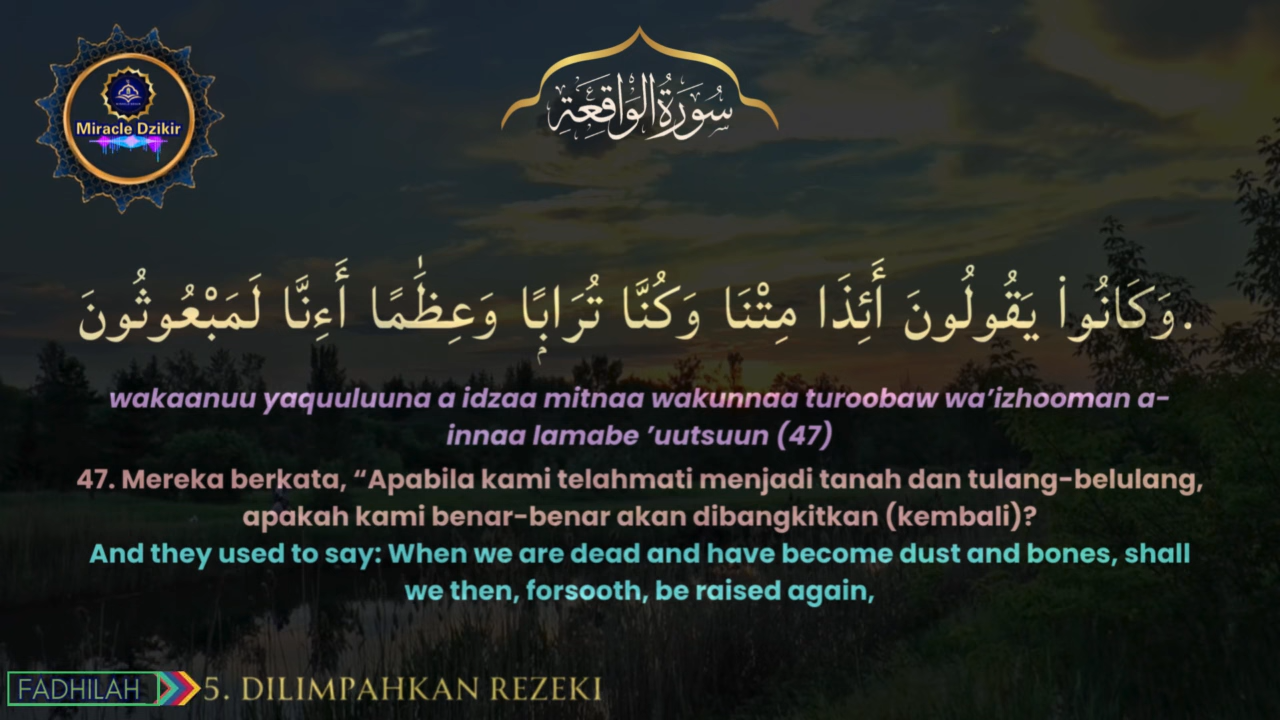 Miracle Dzikir
سُورَةُ الْوَاقِعَةِ
وَكَانُوا۟ يَقُولُونَ أَئِذَا مِتْنَا وَكُنَّا تُرَابًۭا وَعِظَٰمًا أَءِنَّا لَمَبْعُوثُونَ.
wakaanuu yaquuluuna a idzaa mitnaa wakunnaa turoobaw wa’izhooman a-
innaa lamabe ’uutsuun (47)
47. Mereka berkata, “Apabila kami telahmati menjadi tanah dan tulang-belulang,
apakah kami benar-benar akan dibangkitkan (kembali)?
And they used to say: When we are dead and have become dust and bones, shall
we then, forsooth, be raised again,
FADHILAH 5. DILIMPAHKAN REZEKI